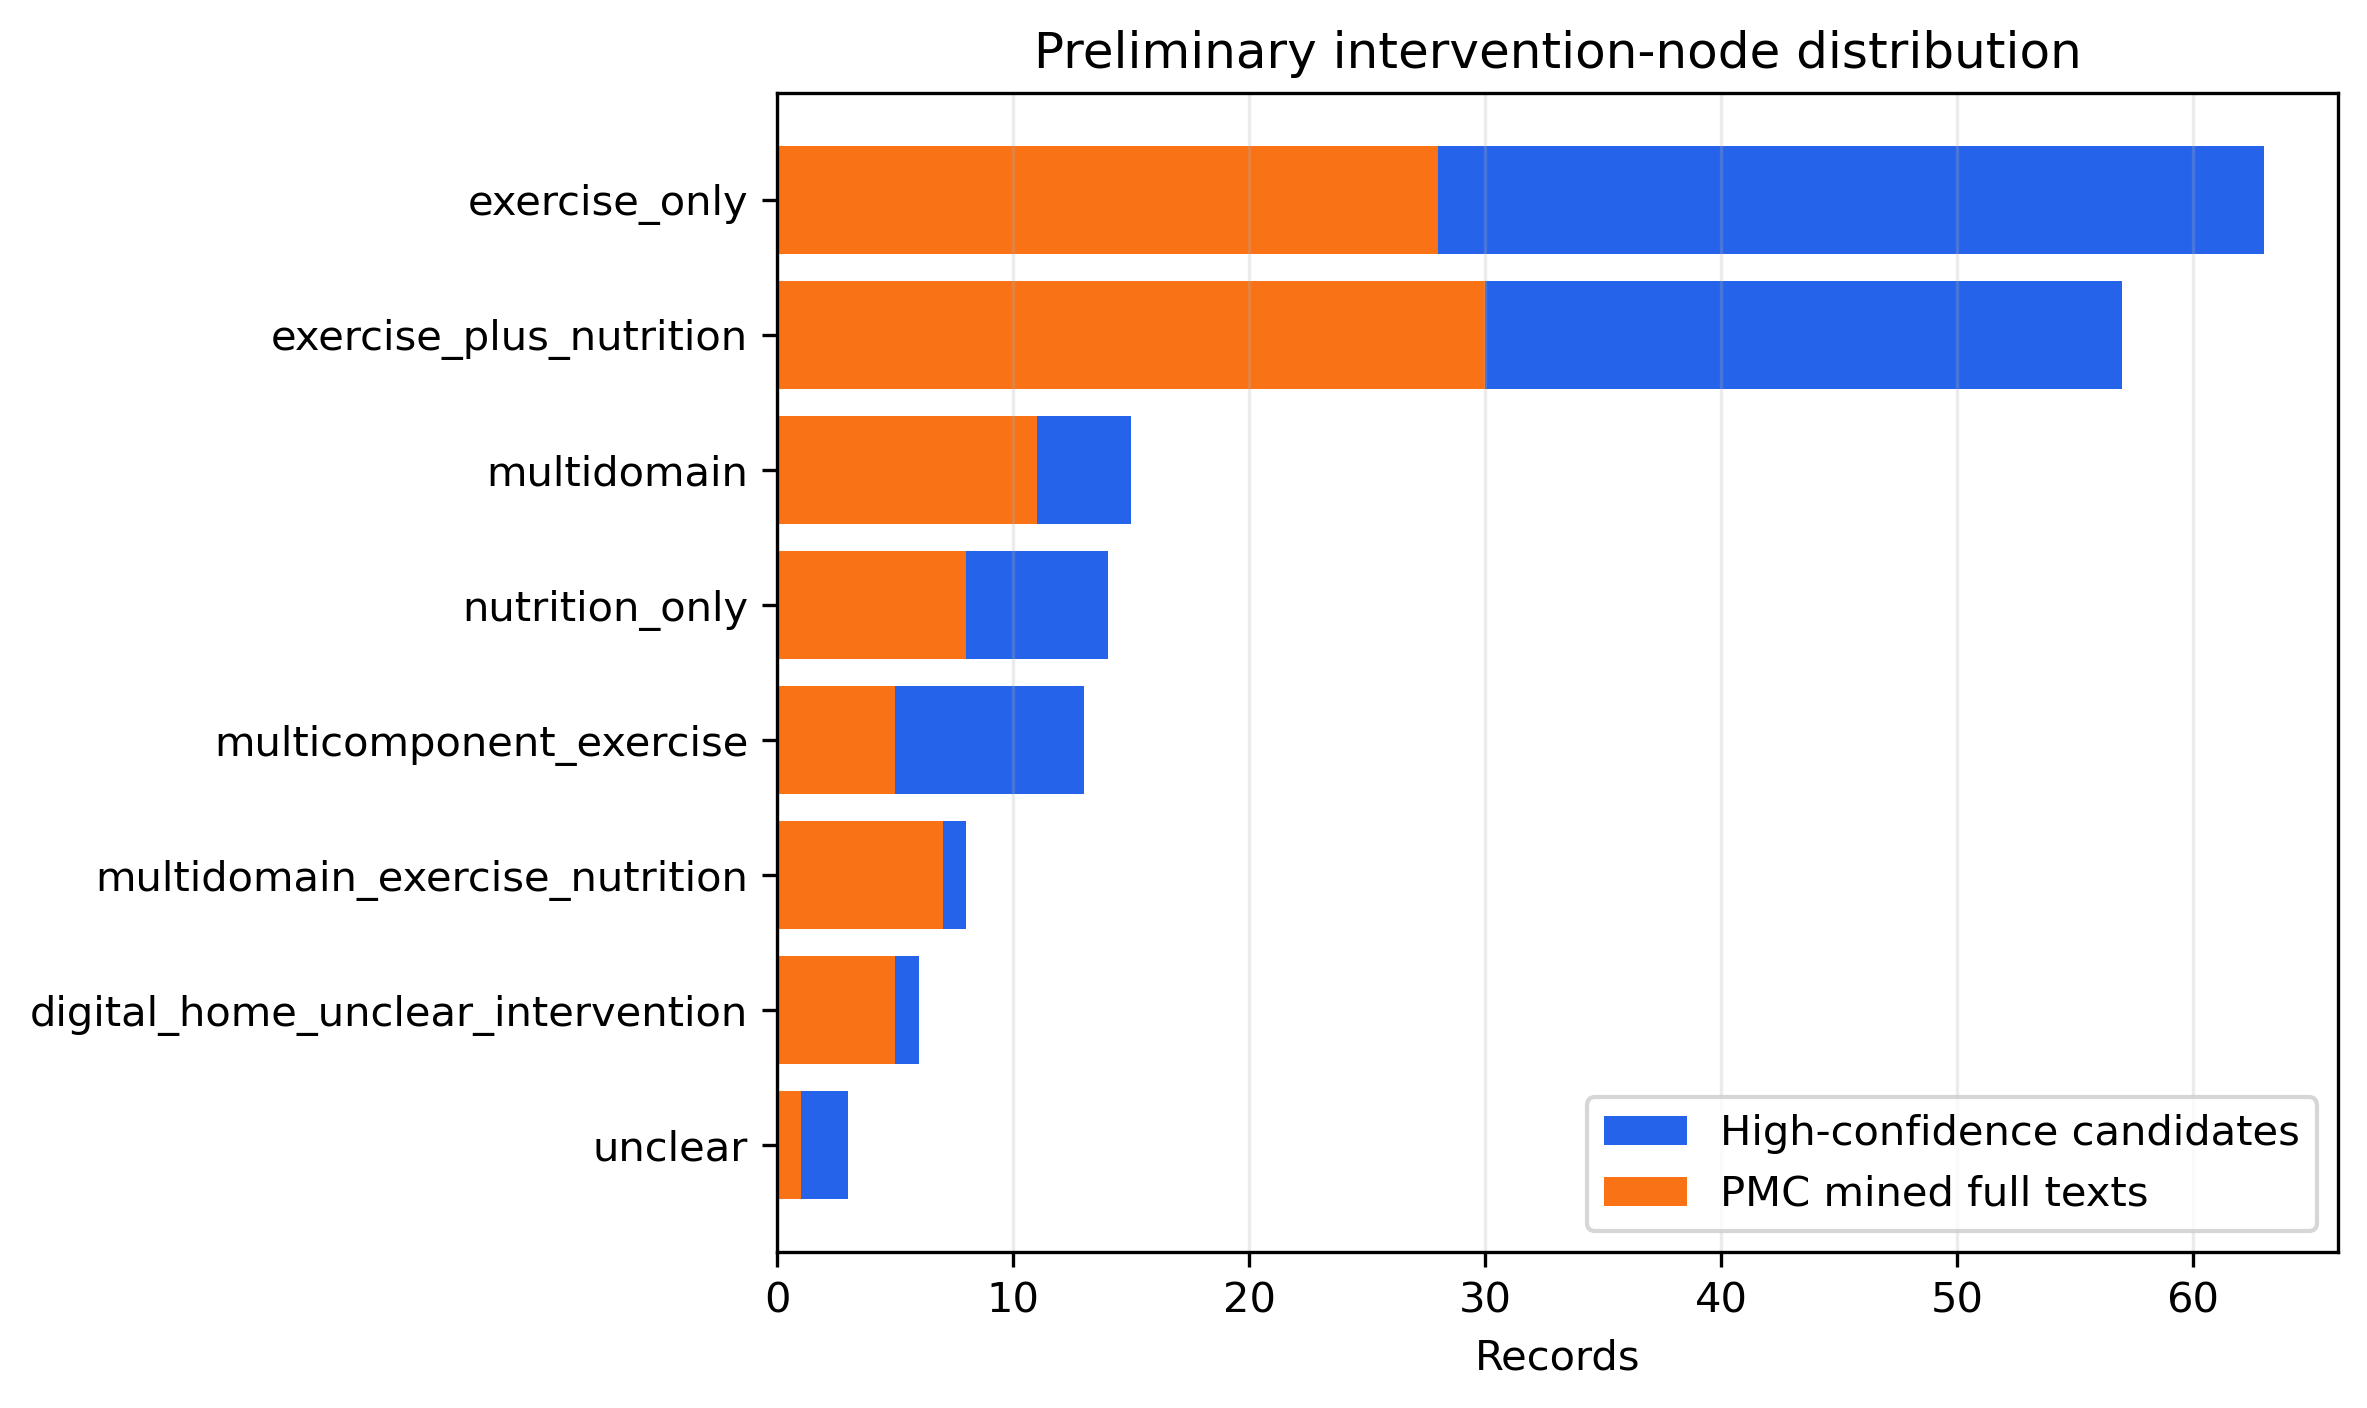 Preliminary intervention-node distribution
exercise_only
exercise_plus_nutrition
multidomain
nutrition_only
multicomponent_exercise
multidomain_exercise_nutrition
digital_home_unclear_intervention
unclear
High-confidence candidates
PMC mined full texts
0 10 20 30 40 50 60
Records